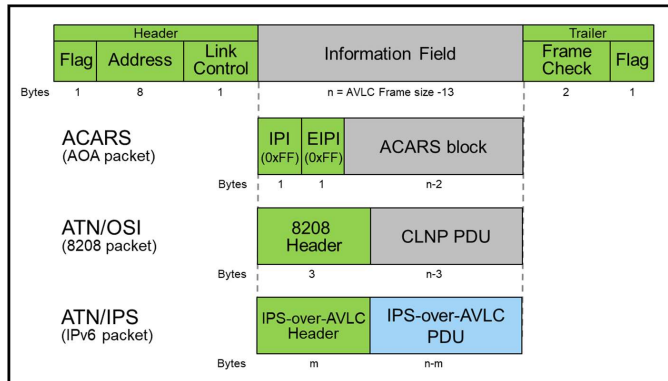 Header
Trailer
Flag Address Link Control Information Field Frame Check Flag
Bytes 1 8 1 n = AVLC Frame size -13 2 1
ACARS
(AOA packet)
IPI (0xFF) EIPI (0xFF) ACARS block
Bytes 1 1 n-2
ATN/OSI
(8208 packet)
8208 Header CLNP PDU
Bytes 3 n-3
ATN/IPS
(IPv6 packet)
IPS-over-AVLC Header IPS-over-AVLC PDU
Bytes m n-m